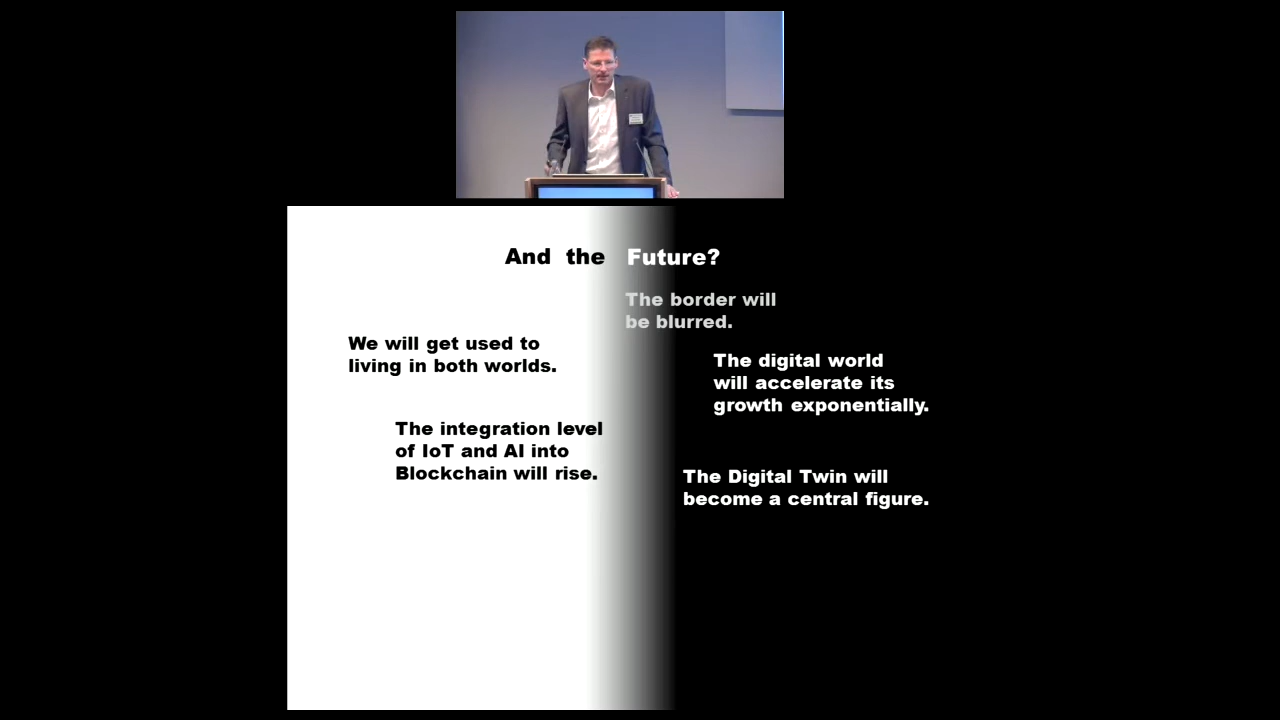 And the Future?
The border will
be blurred.
We will get used to
living in both worlds.
The digital world
will accelerate its
growth exponentially.
The integration level
of IoT and AI into
Blockchain will rise.
The Digital Twin will
become a central figure.